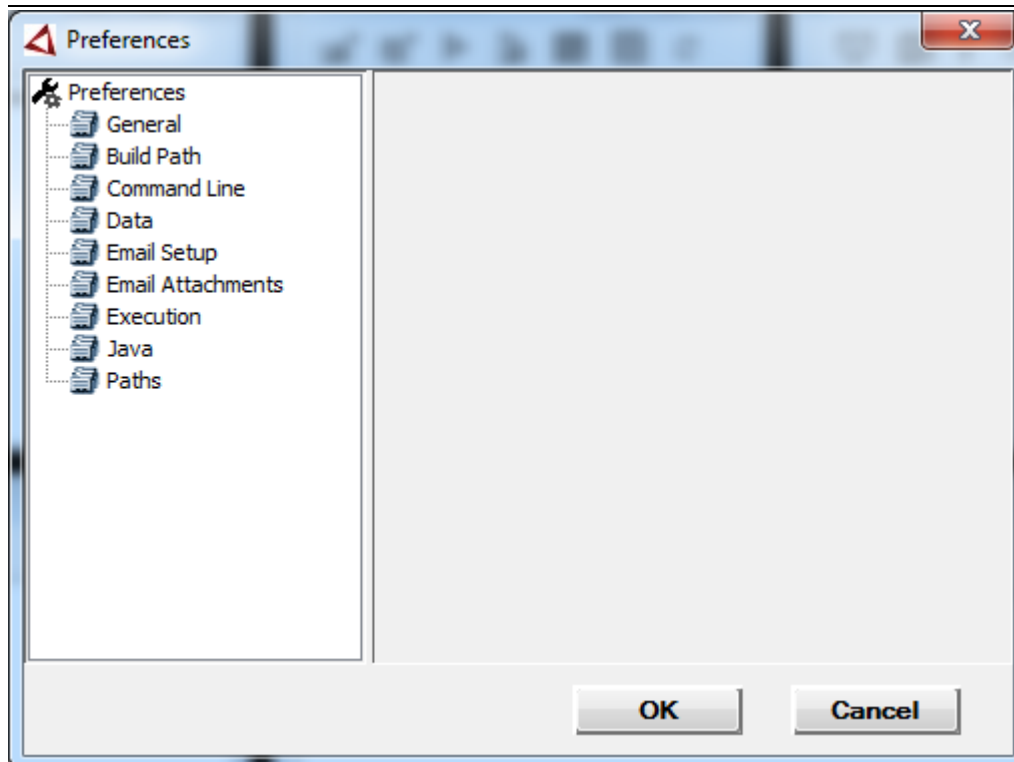 Preferences
Preferences
General
Build Path
Command Line
Data
Email Setup
Email Attachments
Execution
Java
Paths
OK
Cancel